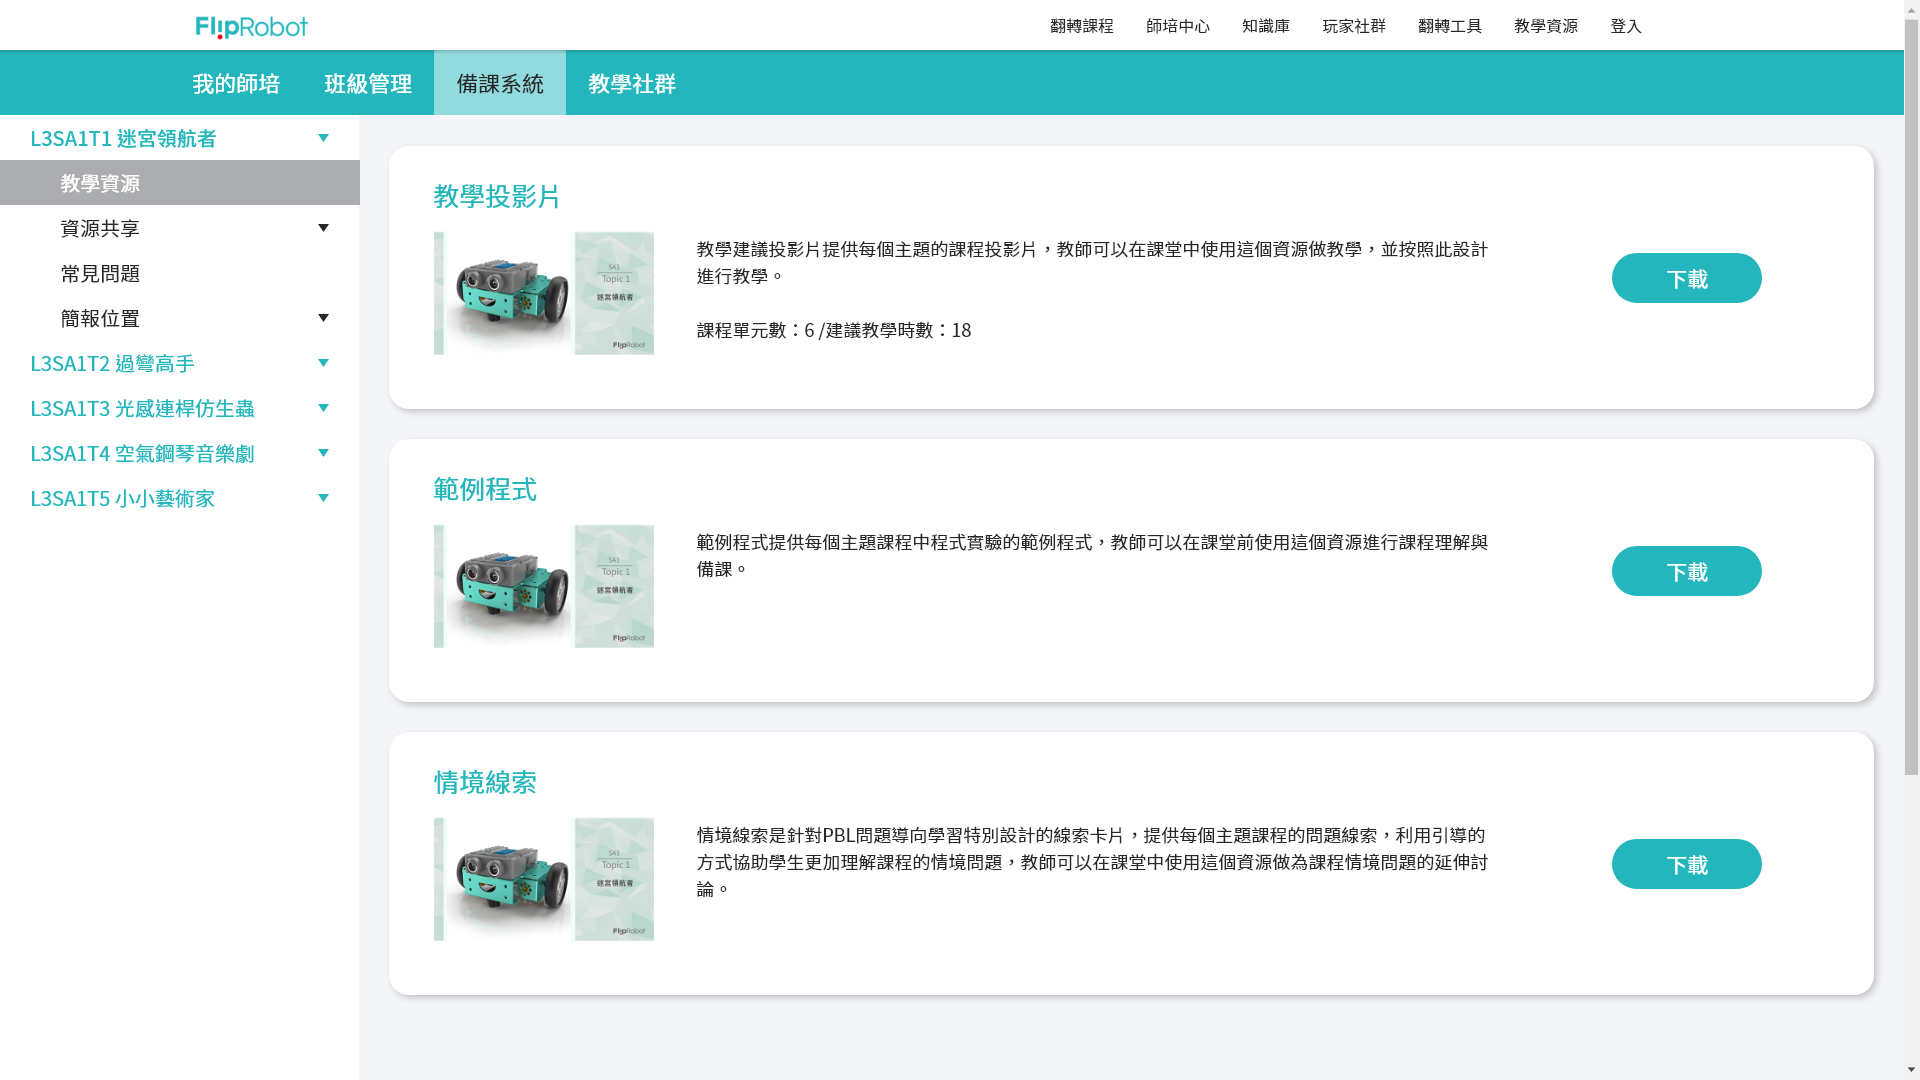 FlipRobot
翻轉課程 師培中心 知識庫 玩家社群 翻轉工具 教學資源 登入
我的師培 班級管理 備課系統 教學社群
L3SA1T1 迷宮領航者
教學資源
資源共享
常見問題
簡報位置
L3SA1T2 過彎高手
L3SA1T3 光感連桿仿生蟲
L3SA1T4 空氣鋼琴音樂劇
L3SA1T5 小小藝術家
教學投影片
SA1
Topic 1
迷宮領航者
FlipRobot
教學建議投影片提供每個主題的課程投影片，教師可以在課堂中使用這個資源做教學，並按照此設計
進行教學。
課程單元數：6 /建議教學時數：18
下載
範例程式
SA1
Topic 1
迷宮領航者
FlipRobot
範例程式提供每個主題課程中程式實驗的範例程式，教師可以在課堂前使用這個資源進行課程理解與
備課。
下載
情境線索
SA1
Topic 1
迷宮領航者
FlipRobot
情境線索是針對PBL問題導向學習特別設計的線索卡片，提供每個主題課程的問題線索，利用引導的
方式協助學生更加理解課程的情境問題，教師可以在課堂中使用這個資源做為課程情境問題的延伸討
論。
下載